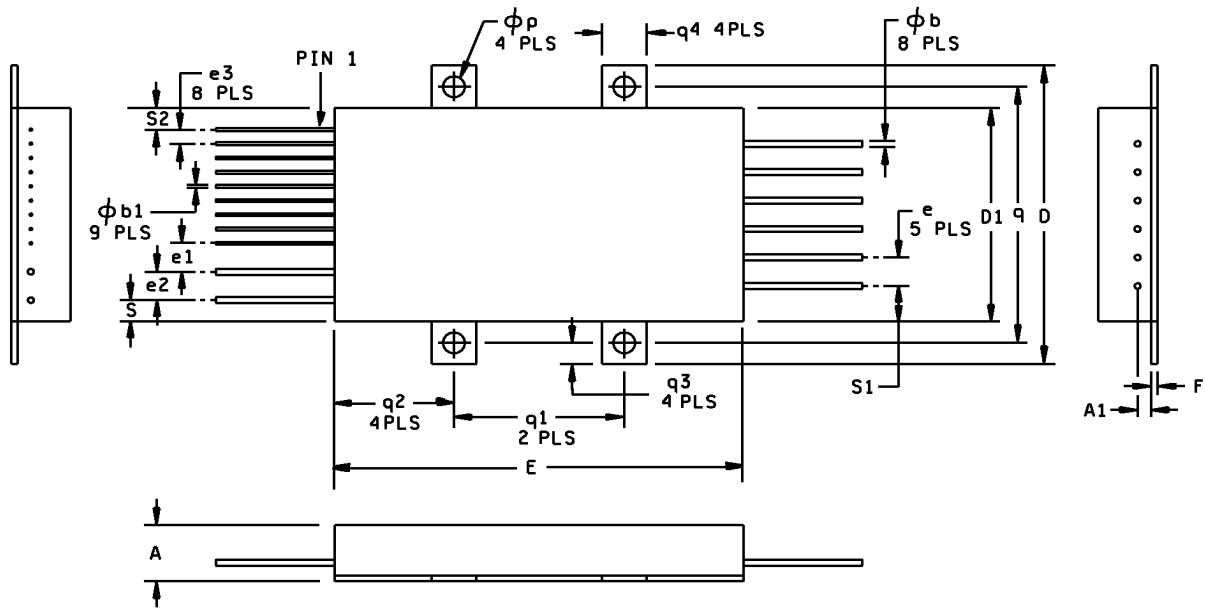 ϕp
4 PLS
q4 4PLS
ϕb
8 PLS
PIN 1
e3
8 PLS
S2
ϕb1
9 PLS
e1
e2
S
e
5 PLS
D1
q
D
S1
q3
4 PLS
q2
4PLS
q1
2 PLS
E
F
A1
A